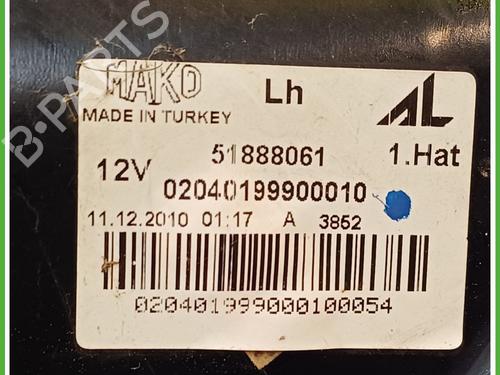 MAKO
Lh
AL
MADE IN TURKEY
12V
51888061
1.Hat
02040199900010
11.12.2010 01:17 A 3852
020401999000100054
B-PARTS